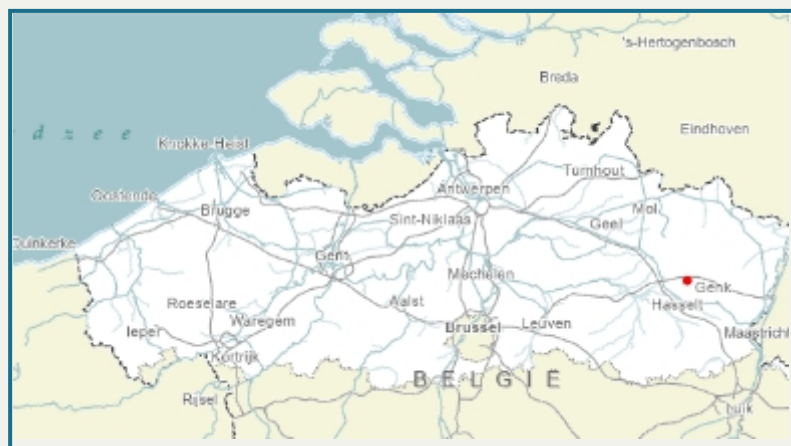 's-Hertogenbosch
Breda
Eindhoven
d z e e
Knokke-Heist
Turnhout
Oostende
Antwerpen
Mol
Brugge
Sint-Niklaas
Geel
Duinkerke
Gent
Mechelen
Genk
Roeselare
Aalst
Hasselt
Ieper
Waregem
Brussel
Leuven
Maastricht
Kortrijk
BELGIË
Rijsel
Luik